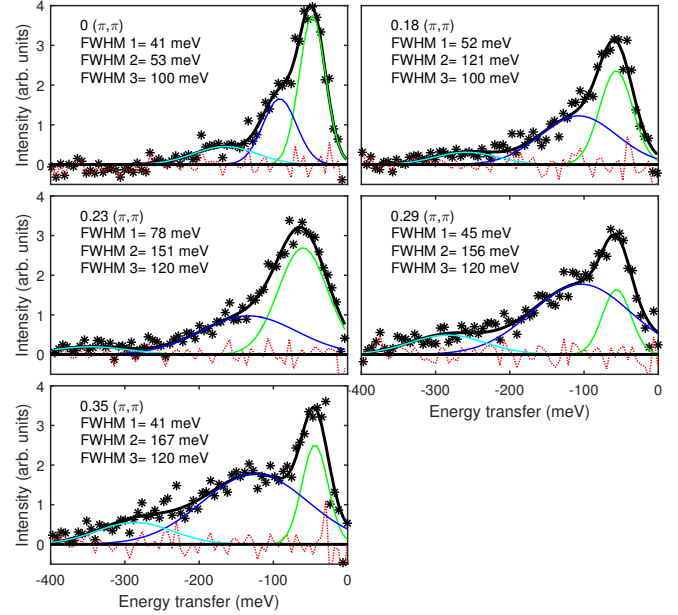 4
3
2
1
0
Intensity (arb. units)
0 (π,π)
FWHM 1= 41 meV
FWHM 2= 53 meV
FWHM 3= 100 meV
0.18 (π,π)
FWHM 1= 52 meV
FWHM 2= 121 meV
FWHM 3= 100 meV
4
3
2
1
0
Intensity (arb. units)
0.23 (π,π)
FWHM 1= 78 meV
FWHM 2= 151 meV
FWHM 3= 120 meV
0.29 (π,π)
FWHM 1= 45 meV
FWHM 2= 156 meV
FWHM 3= 120 meV
-400 -300 -200 -100 0
Energy transfer (meV)
4
3
2
1
0
Intensity (arb. units)
0.35 (π,π)
FWHM 1= 41 meV
FWHM 2= 167 meV
FWHM 3= 120 meV
-400 -300 -200 -100 0
Energy transfer (meV)